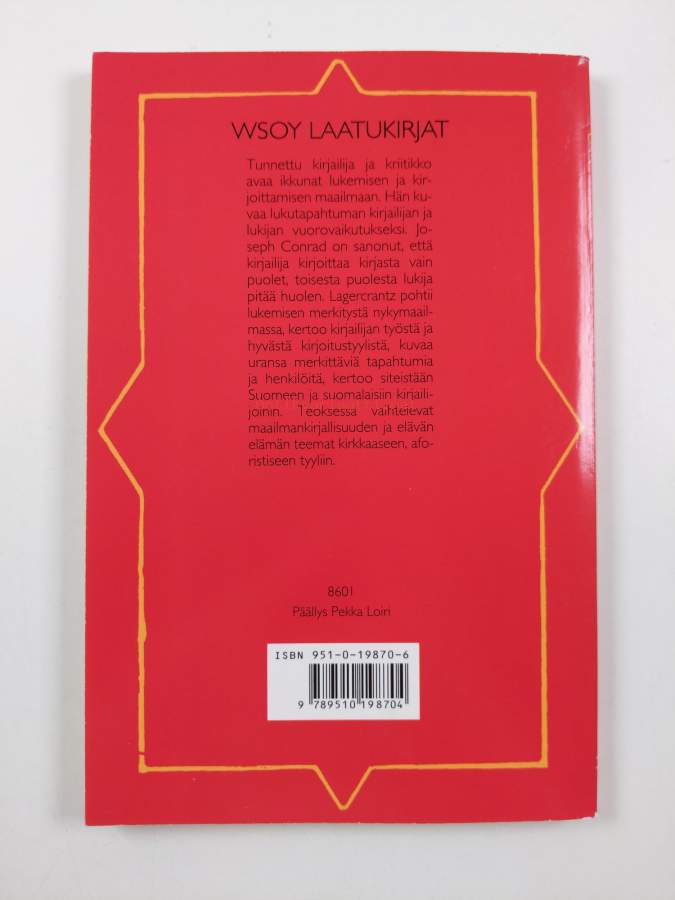 WSOY LAATUKIRJAT
Tunnettu kirjailija ja kriitikko
avaa ikkunat lukemisen ja kir-
joittamisen maailmaan. Hän ku-
vaa lukutapahtuman kirjailijan ja
lukijan vuorovaikutukseksi. Jo-
seph Conrad on sanonut, että
kirjailija kirjoittaa kirjasta vain
puolet, toisesta puolesta lukija
pitää huolen. Lagercrantz pohtii
lukemisen merkitystä nykymaail-
massa, kertoo kirjailijan työstä ja
hyvästä kirjoitustyylistä, kuvaa
uransa merkittäviä tapahtumia
ja henkilöitä, kertoo siteistään
Suomeen ja suomalaisiin kirjaili-
joinin. Teoksessa vaihtelevat
maailmankirjallisuuden ja elävän
elämän teemat kirkkaaseen, afo-
ristiseen tyyliin.
8601
Päällys Pekka Loiri
ISBN 951-0-19870-6
9 789510 198704